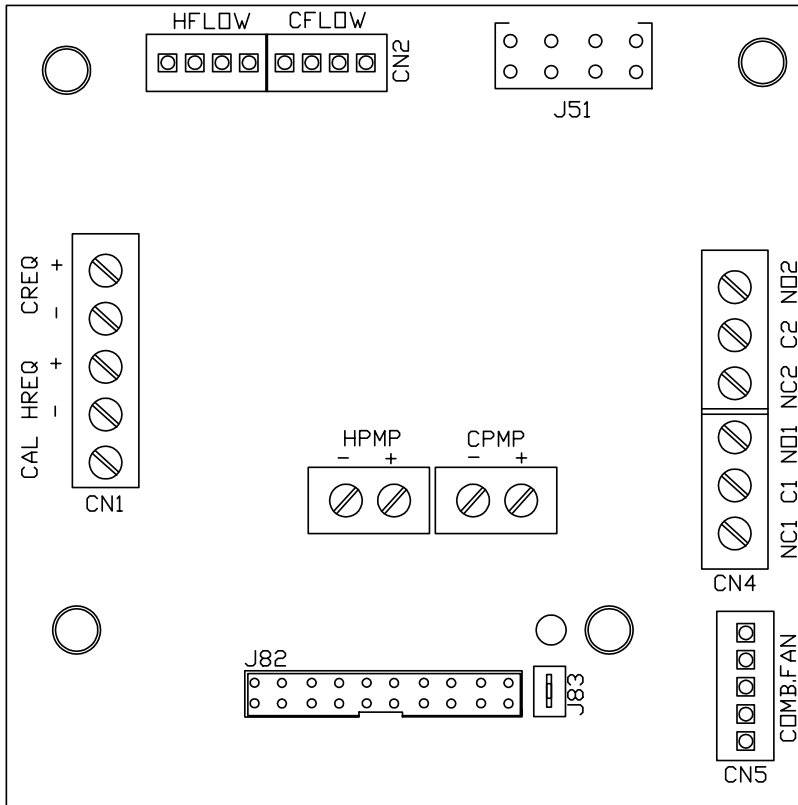 HFLOW CFLOW
CN2
J51
CREQ + -
HREQ + -
CAL
CN1
HPMP
- +
CPMP
- +
NO2
C2
NC2
NO1
C1
NC1
CN4
J82
J83
COMB.FAN
CN5